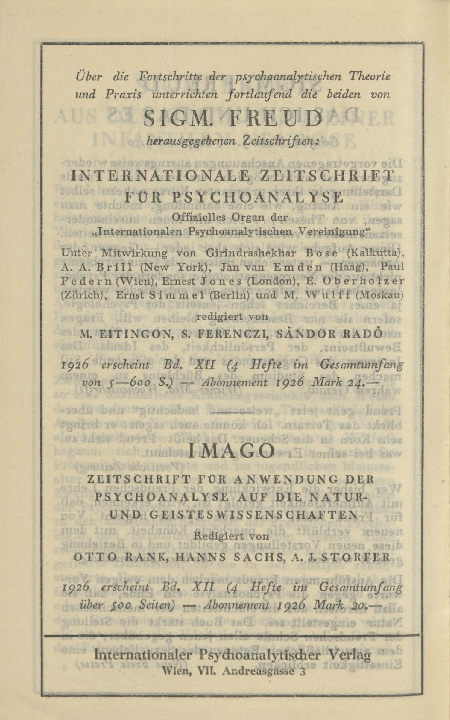 Über die Fortschritte der psychoanalytischen Theorie
und Praxis unterrichten fortlaufend die beiden von
SIGM. FREUD
herausgegebenen Zeitschriften:
INTERNATIONALE ZEITSCHRIFT
FÜR PSYCHOANALYSE
Offizielles Organ der
„Internationalen Psychoanalytischen Vereinigung“
Unter Mitwirkung von Girindrashekhar Bose (Kalkutta),
A. A. Brill (New York), Jan van Emden (Haag), Paul
Federn (Wien), Ernest Jones (London), E. Oberholzer
(Zürich), Ernst Simmel (Berlin) und M. Wulff (Moskau)
redigiert von
M. EITINGON, S. FERENCZI, SÁNDOR RADÓ
1926 erscheint Bd. XII (4 Hefte im Gesamtumfang
von 5—600 S.) — Abonnement 1926 Mark 24.—
IMAGO
ZEITSCHRIFT FÜR ANWENDUNG DER
PSYCHOANALYSE AUF DIE NATUR-
UND GEISTESWISSENSCHAFTEN
Redigiert von
OTTO RANK, HANNS SACHS, A. J. STORFER
1926 erscheint Bd. XII (4 Hefte im Gesamtumfang
über 500 Seiten) — Abonnement 1926 Mark 20.—
Internationaler Psychoanalytischer Verlag
Wien, VII. Andreasgasse 3